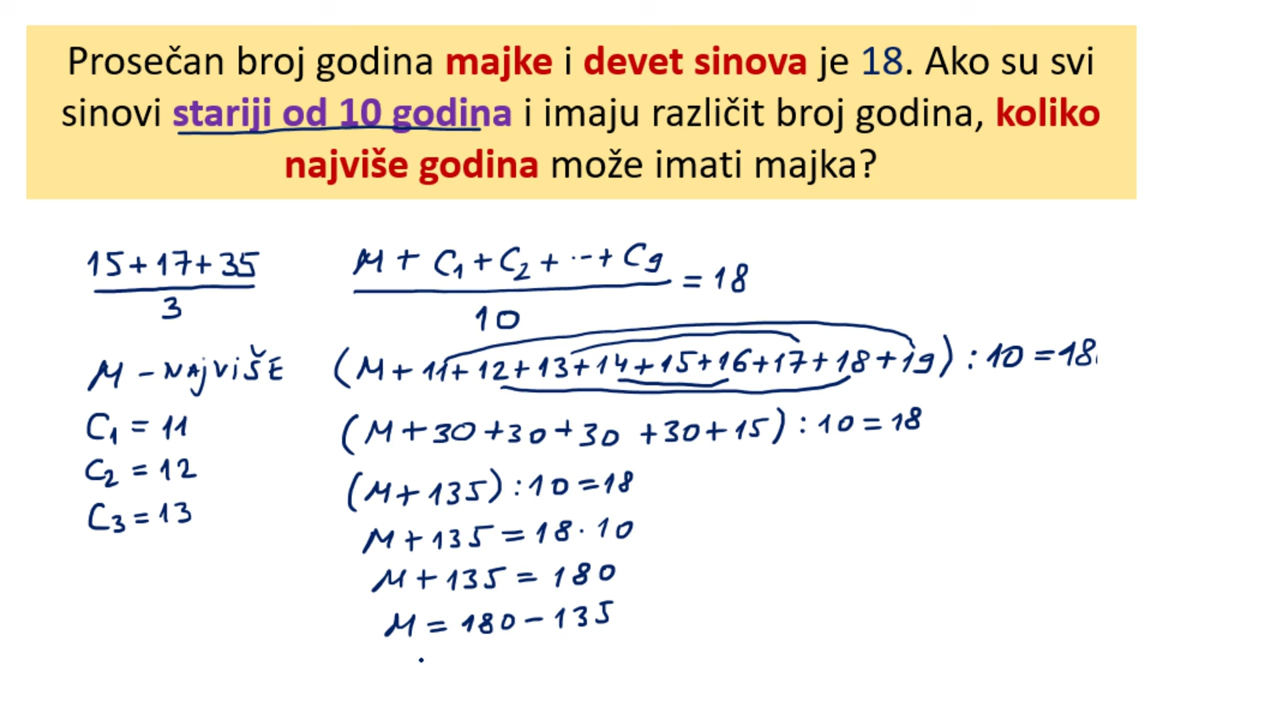 Prosečan broj godina majke i devet sinova je 18. Ako su svi
sinovi stariji od 10 godina i imaju različit broj godina, koliko
najviše godina može imati majka?
15+17+35
3
M + C₁ + C₂ + ··· + C₉
10
= 18
M - NAJVIŠE
C₁ = 11
C₂ = 12
C₃ = 13
(M + 11 + 12 + 13 + 14 + 15 + 16 + 17 + 18 + 19) : 10 = 18
(M + 30 + 30 + 30 + 30 + 15) : 10 = 18
(M + 135) : 10 = 18
M + 135 = 18 · 10
M + 135 = 180
M = 180 - 135